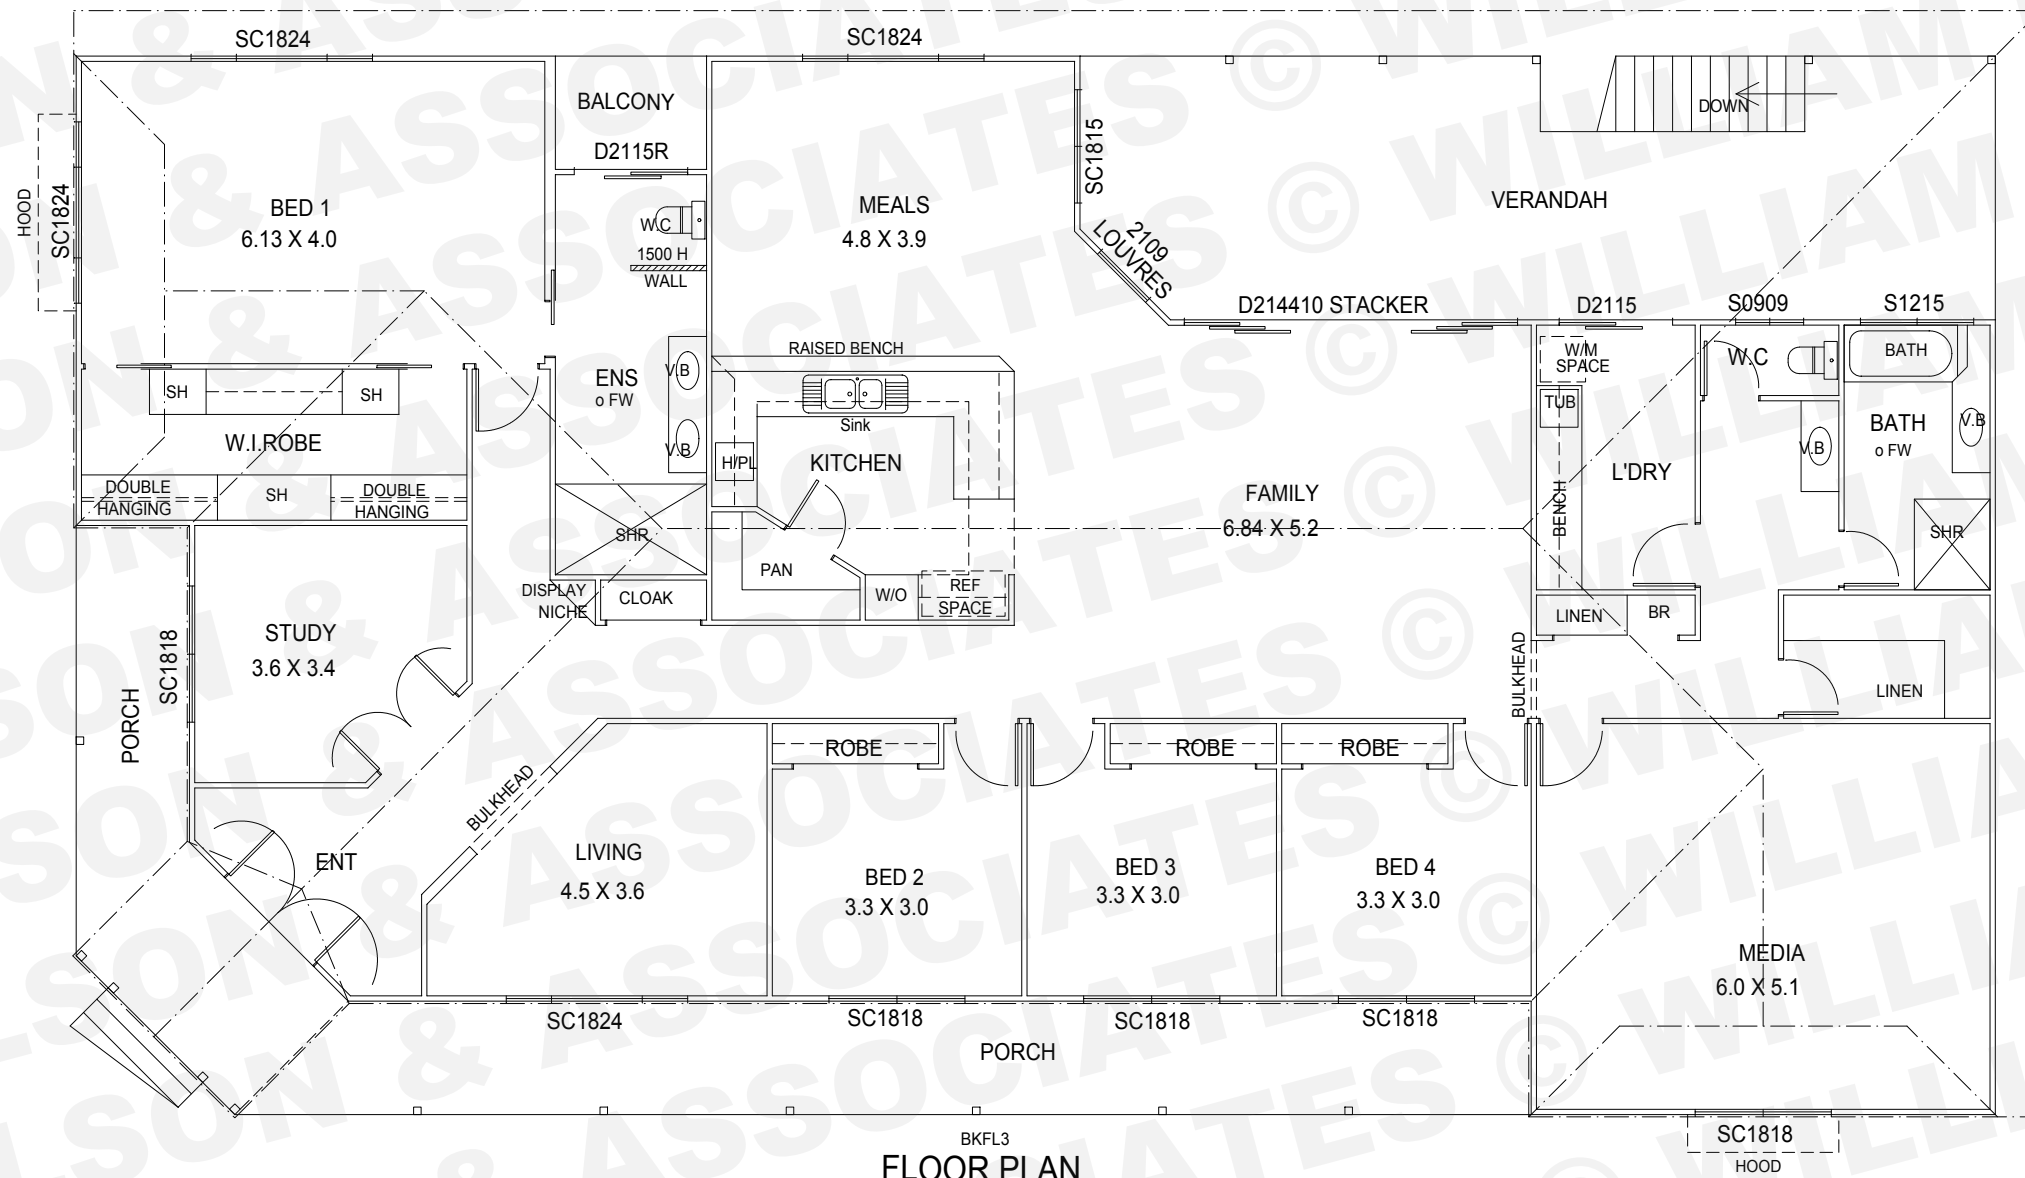 SC1824
SC1824
BALCONY
D2115R
DOWN
HOOD
SC1824
BED 1
6.13 X 4.0
W.C
1500 H
WALL
MEALS
4.8 X 3.9
SC1815
2109
LOUVRES
VERANDAH
D214410 STACKER
D2115
S0909
S1215
RAISED BENCH
W/M
SPACE
W.C
BATH
SH
SH
ENS
o FW
V.B
V.B
Sink
TUB
BATH
o FW
V.B
V.B
W.I.ROBE
H/PL
KITCHEN
L'DRY
DOUBLE
HANGING
SH
DOUBLE
HANGING
FAMILY
6.84 X 5.2
BENCH
SHR
SHR
PAN
DISPLAY
NICHE
CLOAK
W/O
REF
SPACE
LINEN
BR
STUDY
3.6 X 3.4
SC1818
PORCH
BULKHEAD
LINEN
ROBE
ROBE
ROBE
BULKHEAD
ENT
LIVING
4.5 X 3.6
BED 2
3.3 X 3.0
BED 3
3.3 X 3.0
BED 4
3.3 X 3.0
MEDIA
6.0 X 5.1
SC1824
SC1818
SC1818
SC1818
PORCH
SC1818
HOOD
BKFL3
FLOOR PLAN
SON & ASSOCIATES © WILLIAM